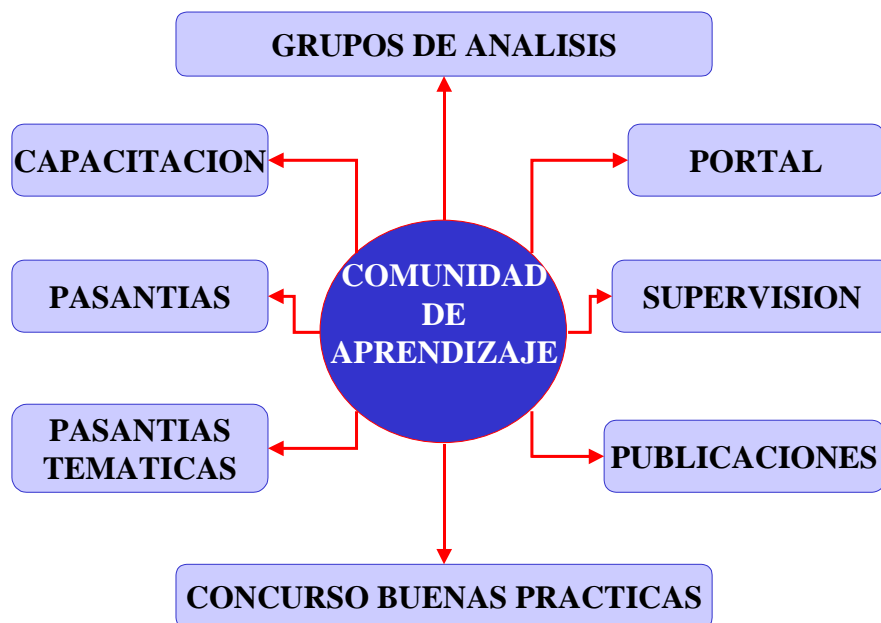 GRUPOS DE ANALISIS
CAPACITACION
PORTAL
COMUNIDAD
DE
APRENDIZAJE
PASANTIAS
SUPERVISION
PASANTIAS
TEMATICAS
PUBLICACIONES
CONCURSO BUENAS PRACTICAS